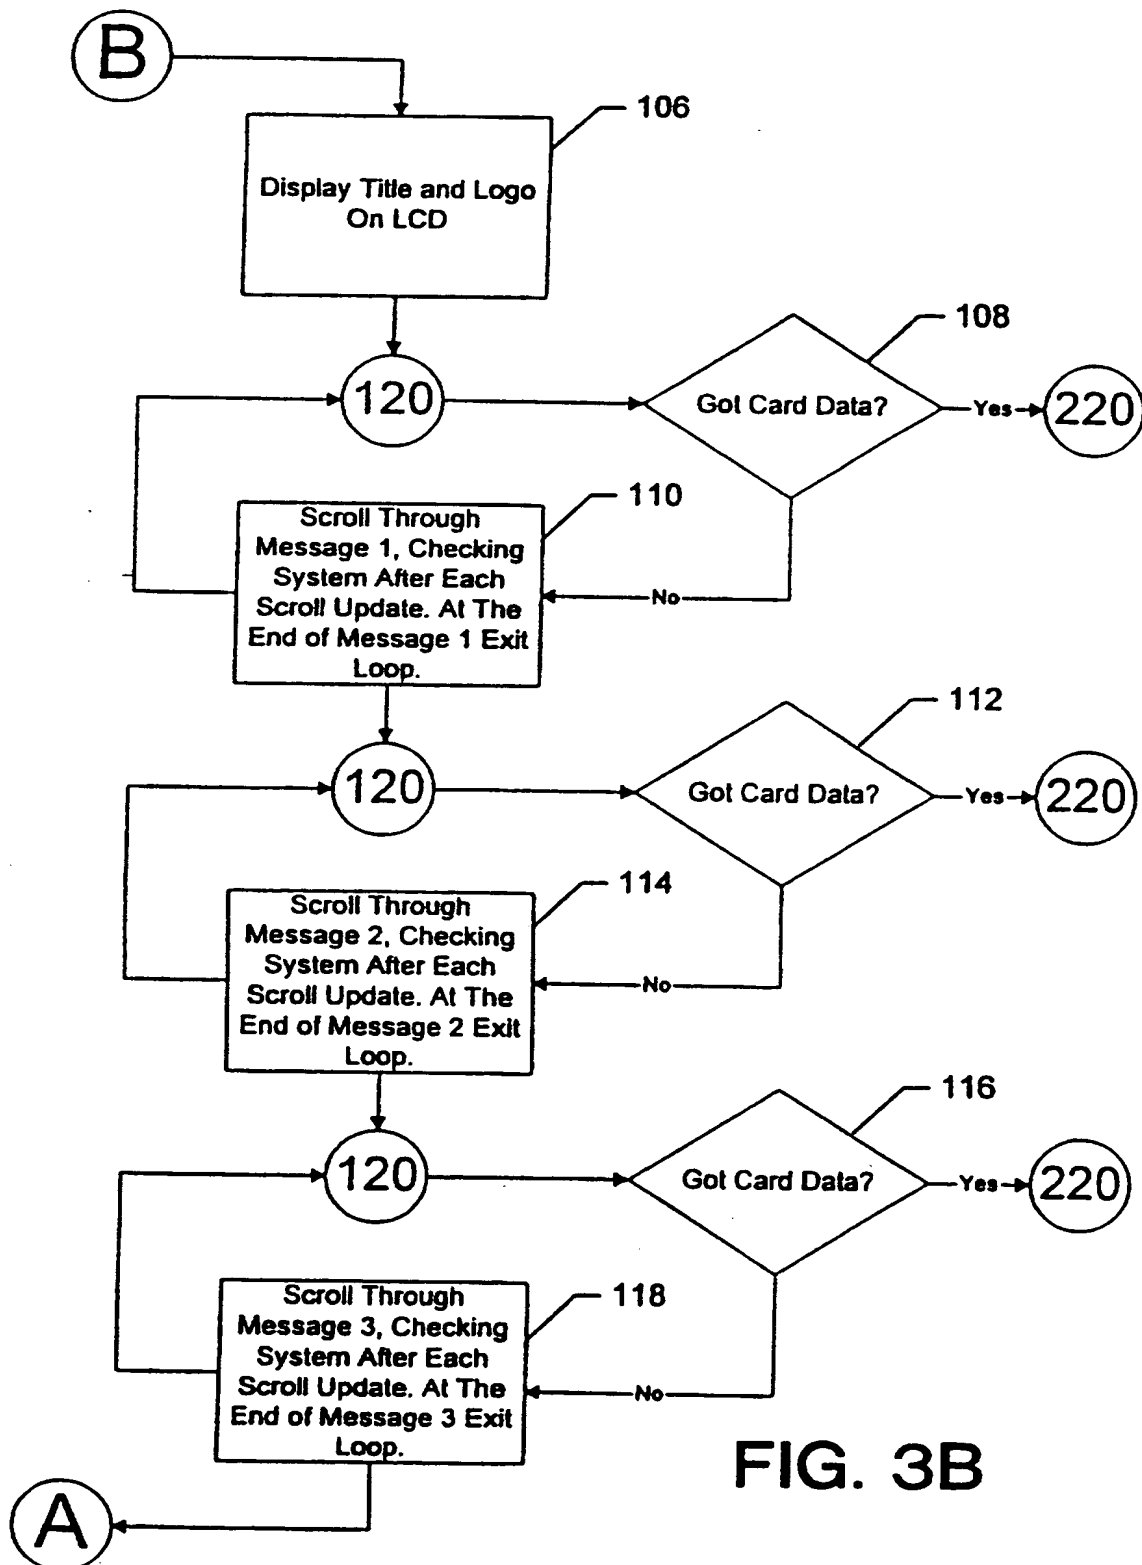 B
106
Display Title and Logo
On LCD
108
120
Got Card Data?
Yes
220
110
Scroll Through
Message 1, Checking
System After Each
Scroll Update. At The
End of Message 1 Exit
Loop.
No
112
120
Got Card Data?
Yes
220
114
Scroll Through
Message 2, Checking
System After Each
Scroll Update. At The
End of Message 2 Exit
Loop.
No
116
120
Got Card Data?
Yes
220
118
Scroll Through
Message 3, Checking
System After Each
Scroll Update. At The
End of Message 3 Exit
Loop.
No
FIG. 3B
A